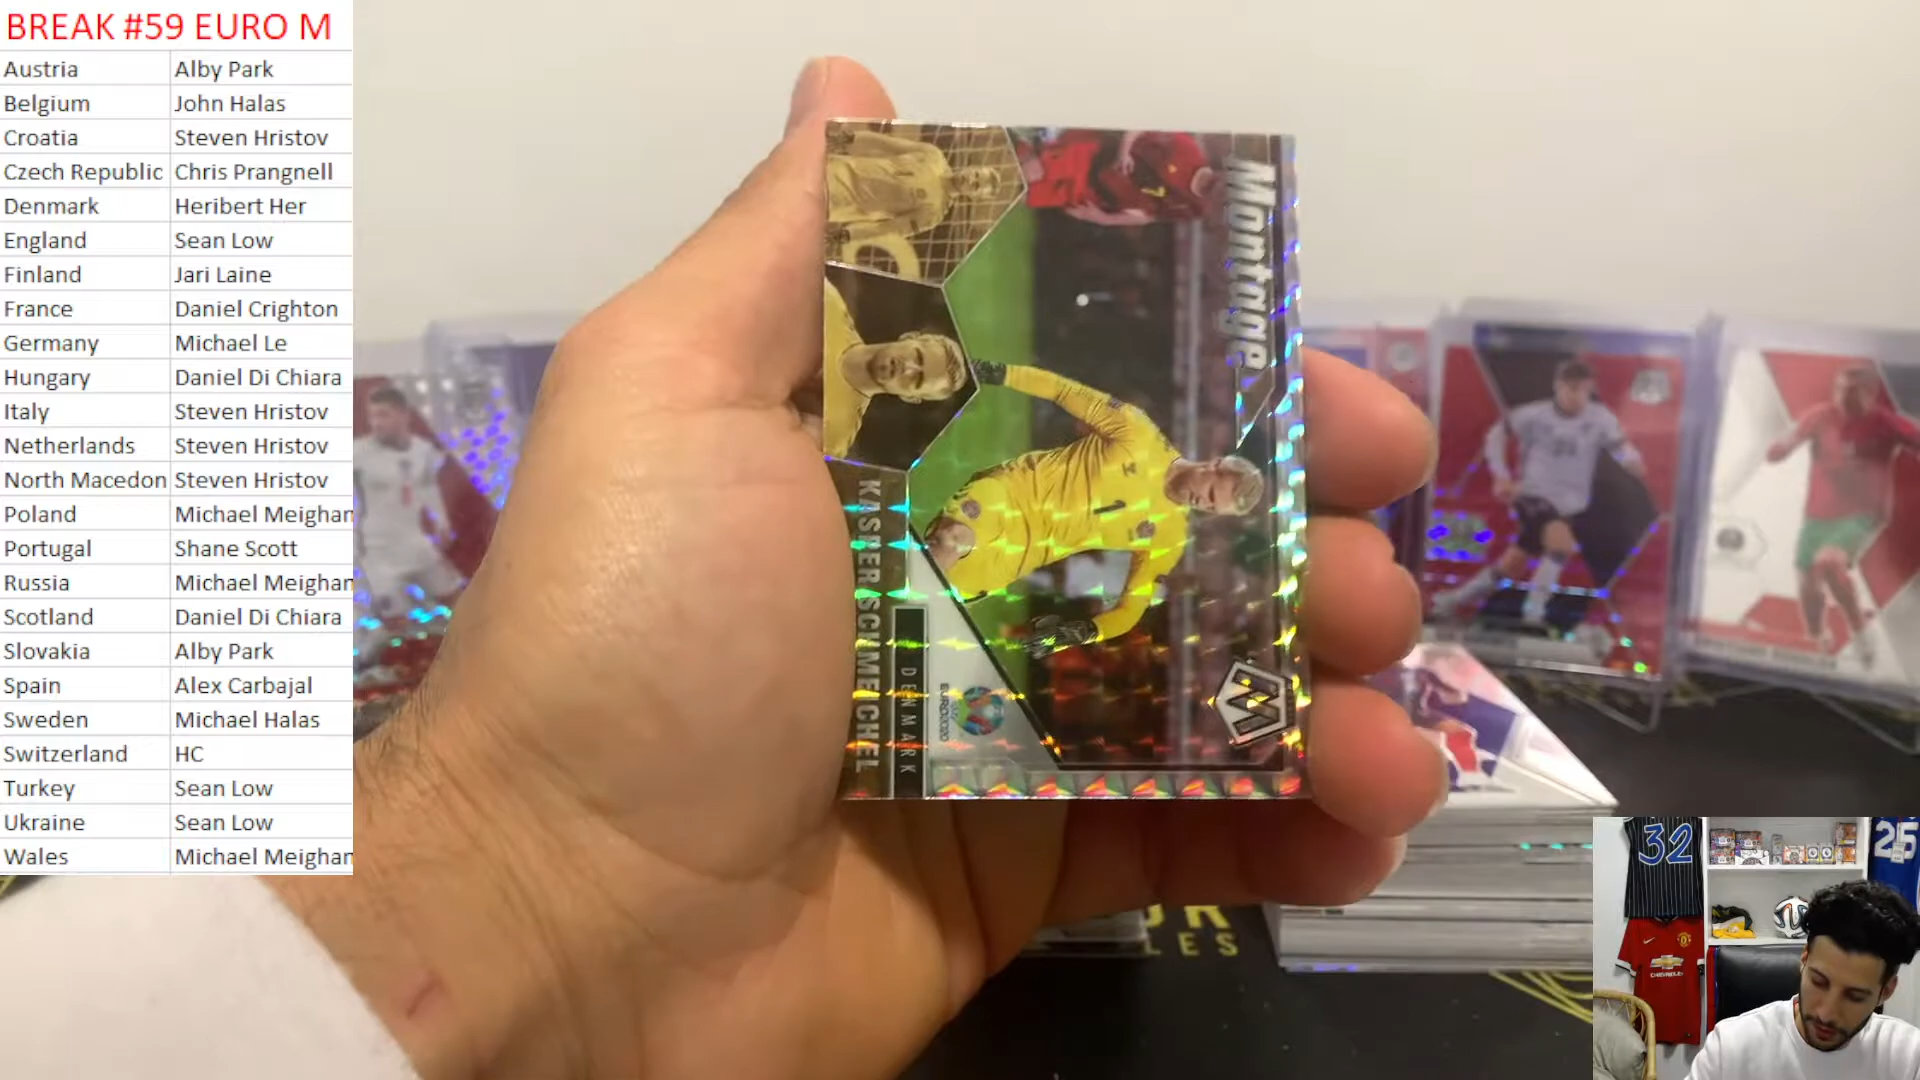 BREAK #59 EURO M
Austria Alby Park
Belgium John Halas
Croatia Steven Hristov
Czech Republic Chris Prangnell
Denmark Heribert Her
England Sean Low
Finland Jari Laine
France Daniel Crighton
Germany Michael Le
Hungary Daniel Di Chiara
Italy Steven Hristov
Netherlands Steven Hristov
North Macedon Steven Hristov
Poland Michael Meighan
Portugal Shane Scott
Russia Michael Meighan
Scotland Daniel Di Chiara
Slovakia Alby Park
Spain Alex Carbajal
Sweden Michael Halas
Switzerland HC
Turkey Sean Low
Ukraine Sean Low
Wales Michael Meighan
Montage
KASPER SCHMEICHEL
DENMARK
EURO2020
1
7
32
25
CHEVROLET